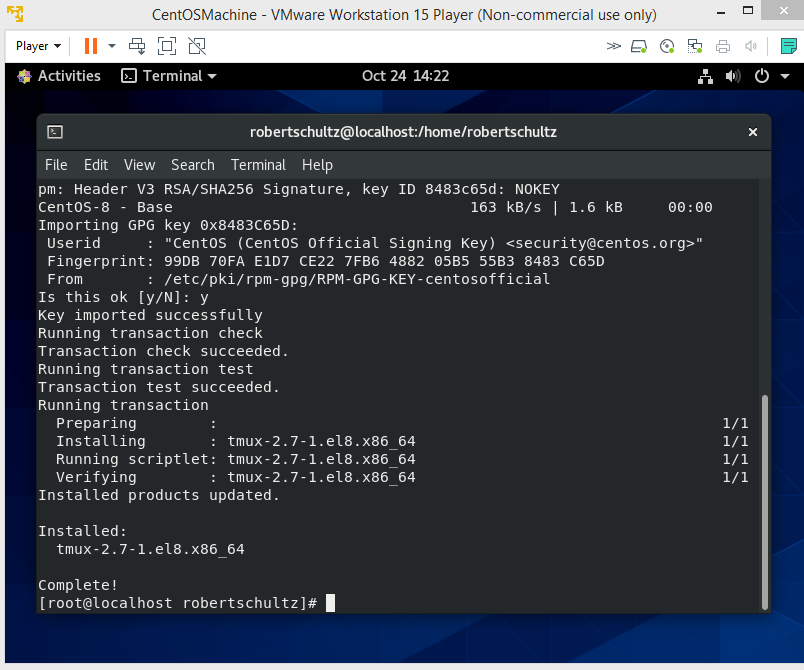 CentOSMachine - VMware Workstation 15 Player (Non-commercial use only)
Player
Activities Terminal Oct 24 14:22
robertschultz@localhost:/home/robertschultz
File Edit View Search Terminal Help
pm: Header V3 RSA/SHA256 Signature, key ID 8483c65d: NOKEY
CentOS-8 - Base 163 kB/s | 1.6 kB 00:00
Importing GPG key 0x8483C65D:
Userid : "CentOS (CentOS Official Signing Key) <security@centos.org>"
Fingerprint: 99DB 70FA E1D7 CE22 7FB6 4882 05B5 55B3 8483 C65D
From : /etc/pki/rpm-gpg/RPM-GPG-KEY-centosofficial
Is this ok [y/N]: y
Key imported successfully
Running transaction check
Transaction check succeeded.
Running transaction test
Transaction test succeeded.
Running transaction
Preparing : 1/1
Installing : tmux-2.7-1.el8.x86_64 1/1
Running scriptlet: tmux-2.7-1.el8.x86_64 1/1
Verifying : tmux-2.7-1.el8.x86_64 1/1
Installed products updated.
Installed:
tmux-2.7-1.el8.x86_64
Complete!
[root@localhost robertschultz]#